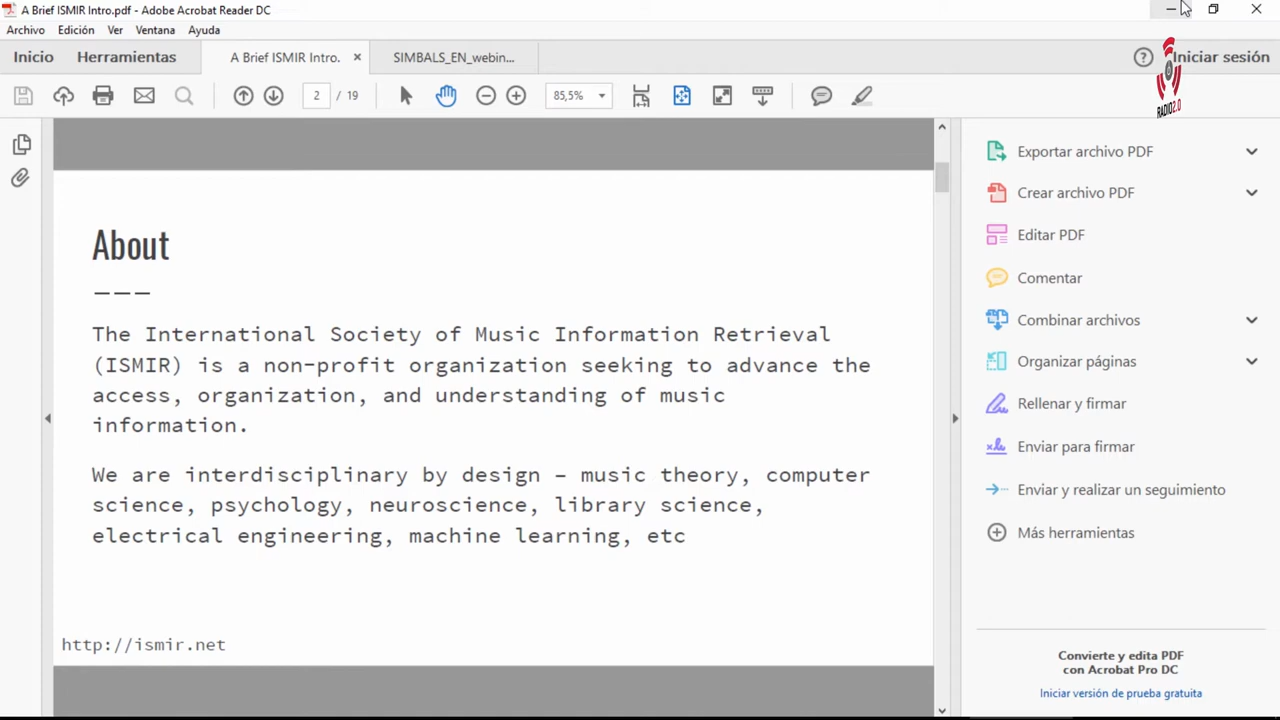 A Brief ISMIR Intro.pdf - Adobe Acrobat Reader DC
Archivo Edición Ver Ventana Ayuda
Inicio Herramientas A Brief ISMIR Intro. × SIMBALS_EN_webin... ? Iniciar sesión
2 / 19 85,5%
RADIO2.0
About
———
The International Society of Music Information Retrieval
(ISMIR) is a non-profit organization seeking to advance the
access, organization, and understanding of music
information.
We are interdisciplinary by design – music theory, computer
science, psychology, neuroscience, library science,
electrical engineering, machine learning, etc
http://ismir.net
Exportar archivo PDF
Crear archivo PDF
Editar PDF
Comentar
Combinar archivos
Organizar páginas
Rellenar y firmar
Enviar para firmar
Enviar y realizar un seguimiento
Más herramientas
Convierte y edita PDF
con Acrobat Pro DC
Iniciar versión de prueba gratuita